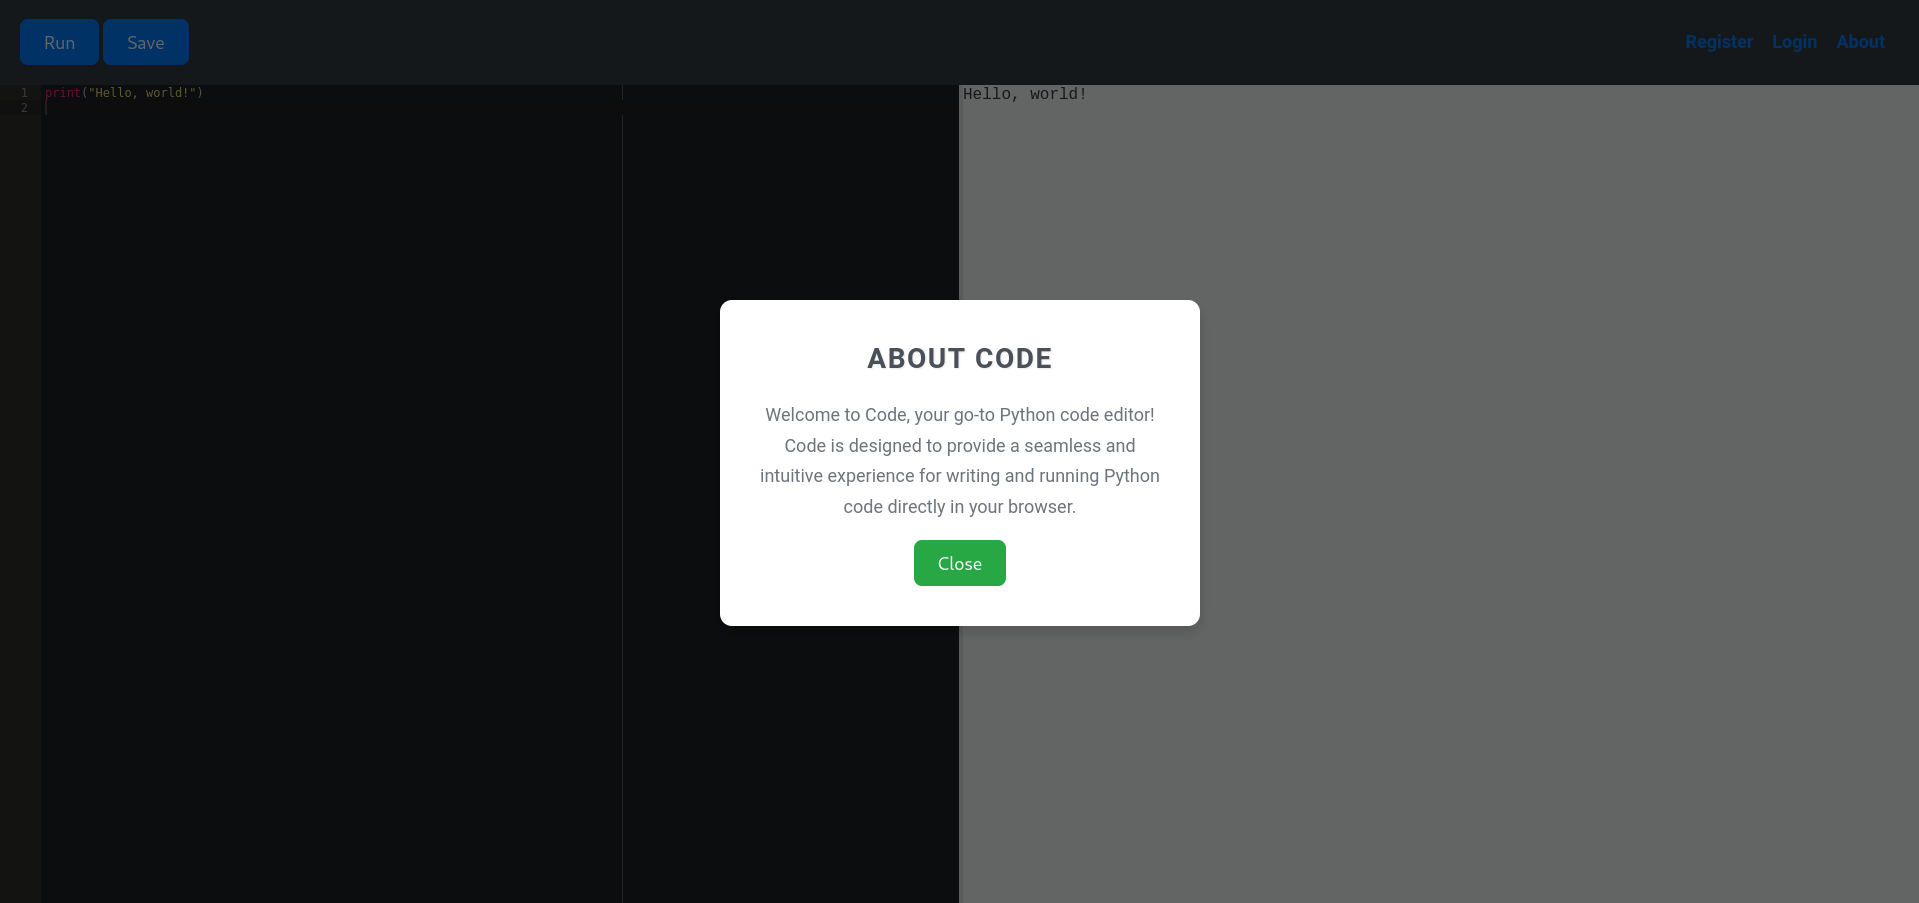 Run Save Register Login About
1 print("Hello, world!")
2
Hello, world!
ABOUT CODE
Welcome to Code, your go-to Python code editor!
Code is designed to provide a seamless and
intuitive experience for writing and running Python
code directly in your browser.
Close